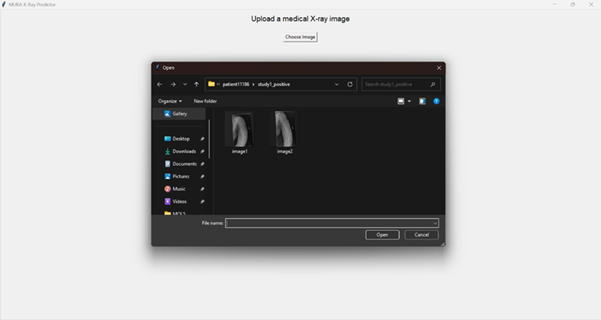 MURA X-Ray Predictor
Upload a medical X-ray image
Choose Image
Open
patient11186 > study1_positive
Search study1_positive
Organize
New folder
Gallery
Desktop
Downloads
Documents
Pictures
Music
Videos
MOLS
image1
image2
File name:
Open
Cancel